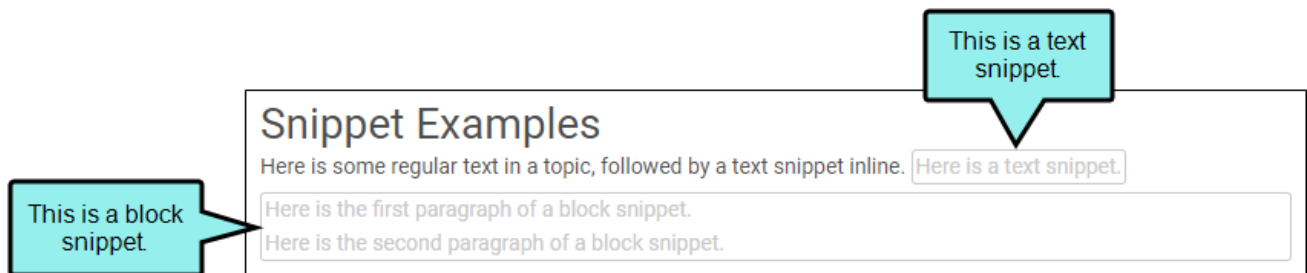 This is a text
snippet.
Snippet Examples
Here is some regular text in a topic, followed by a text snippet inline. Here is a text snippet.
This is a block
snippet.
Here is the first paragraph of a block snippet.
Here is the second paragraph of a block snippet.